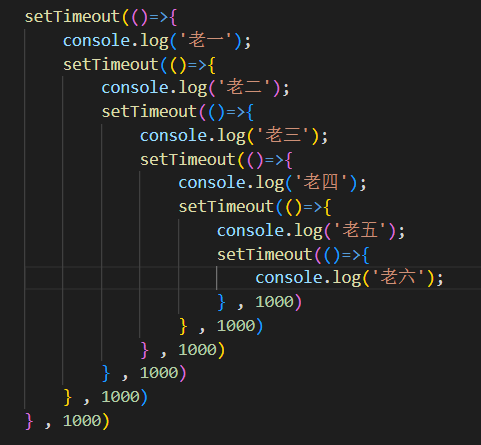 setTimeout(()=>{
console.log('老一');
setTimeout(()=>{
console.log('老二');
setTimeout(()=>{
console.log('老三');
setTimeout(()=>{
console.log('老四');
setTimeout(()=>{
console.log('老五');
setTimeout(()=>{
console.log('老六');
} , 1000)
} , 1000)
} , 1000)
} , 1000)
} , 1000)
} , 1000)